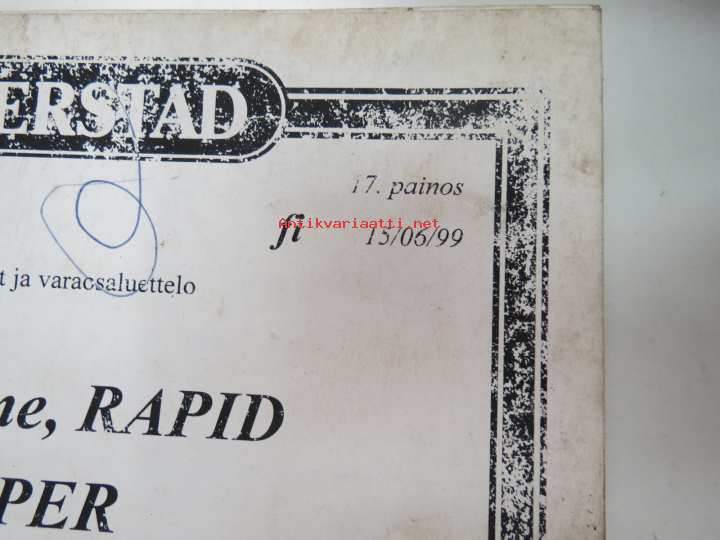 ERSTAD
17. painos
Antikvariaatti.net
fi 15/06/99
t ja varaosaluettelo
ne, RAPID
PER